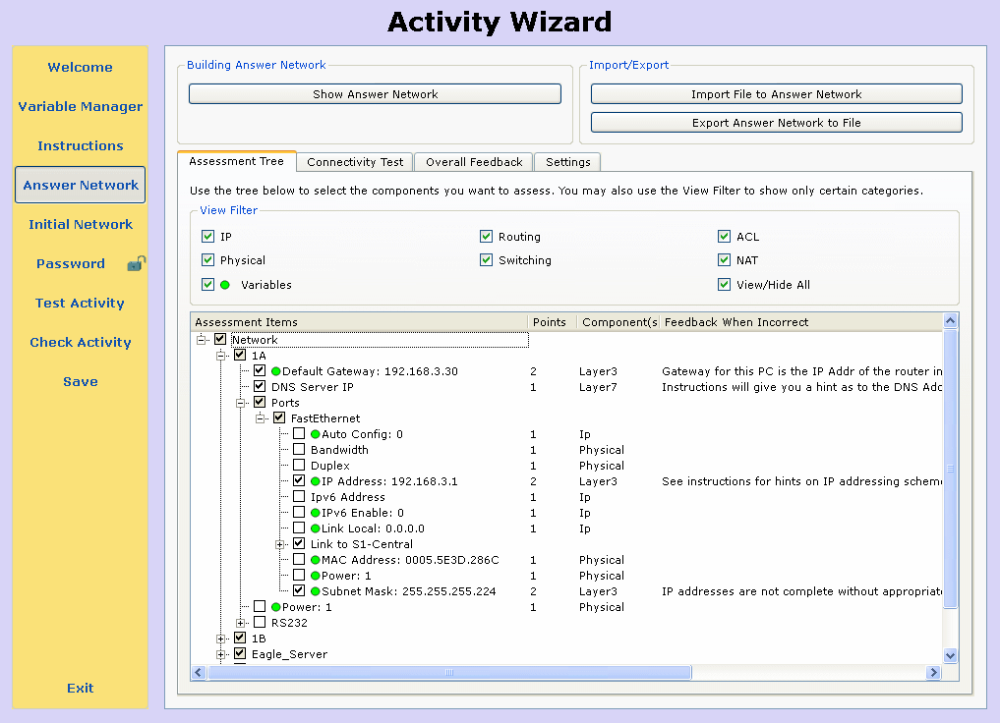 Activity Wizard
Welcome
Variable Manager
Instructions
Answer Network
Initial Network
Password
Test Activity
Check Activity
Save
Exit
Building Answer Network
Show Answer Network
Import/Export
Import File to Answer Network
Export Answer Network to File
Assessment Tree Connectivity Test Overall Feedback Settings
Use the tree below to select the components you want to assess. You may also use the View Filter to show only certain categories.
View Filter
IP Routing ACL
Physical Switching NAT
Variables View/Hide All
Assessment Items Points Component(s Feedback When Incorrect
Network
1A
Default Gateway: 192.168.3.30 2 Layer3 Gateway for this PC is the IP Addr of the router in
DNS Server IP 1 Layer7 Instructions will give you a hint as to the DNS Adc
Ports
FastEthernet
Auto Config: 0 1 Ip
Bandwidth 1 Physical
Duplex 1 Physical
IP Address: 192.168.3.1 2 Layer3 See instructions for hints on IP addressing scheme
Ipv6 Address 1 Ip
IPv6 Enable: 0 1 Ip
Link Local: 0.0.0.0 1 Ip
Link to S1-Central
MAC Address: 0005.5E3D.286C 1 Physical
Power: 1 1 Physical
Subnet Mask: 255.255.255.224 2 Layer3 IP addresses are not complete without appropriate
Power: 1 1 Physical
RS232
1B
Eagle_Server